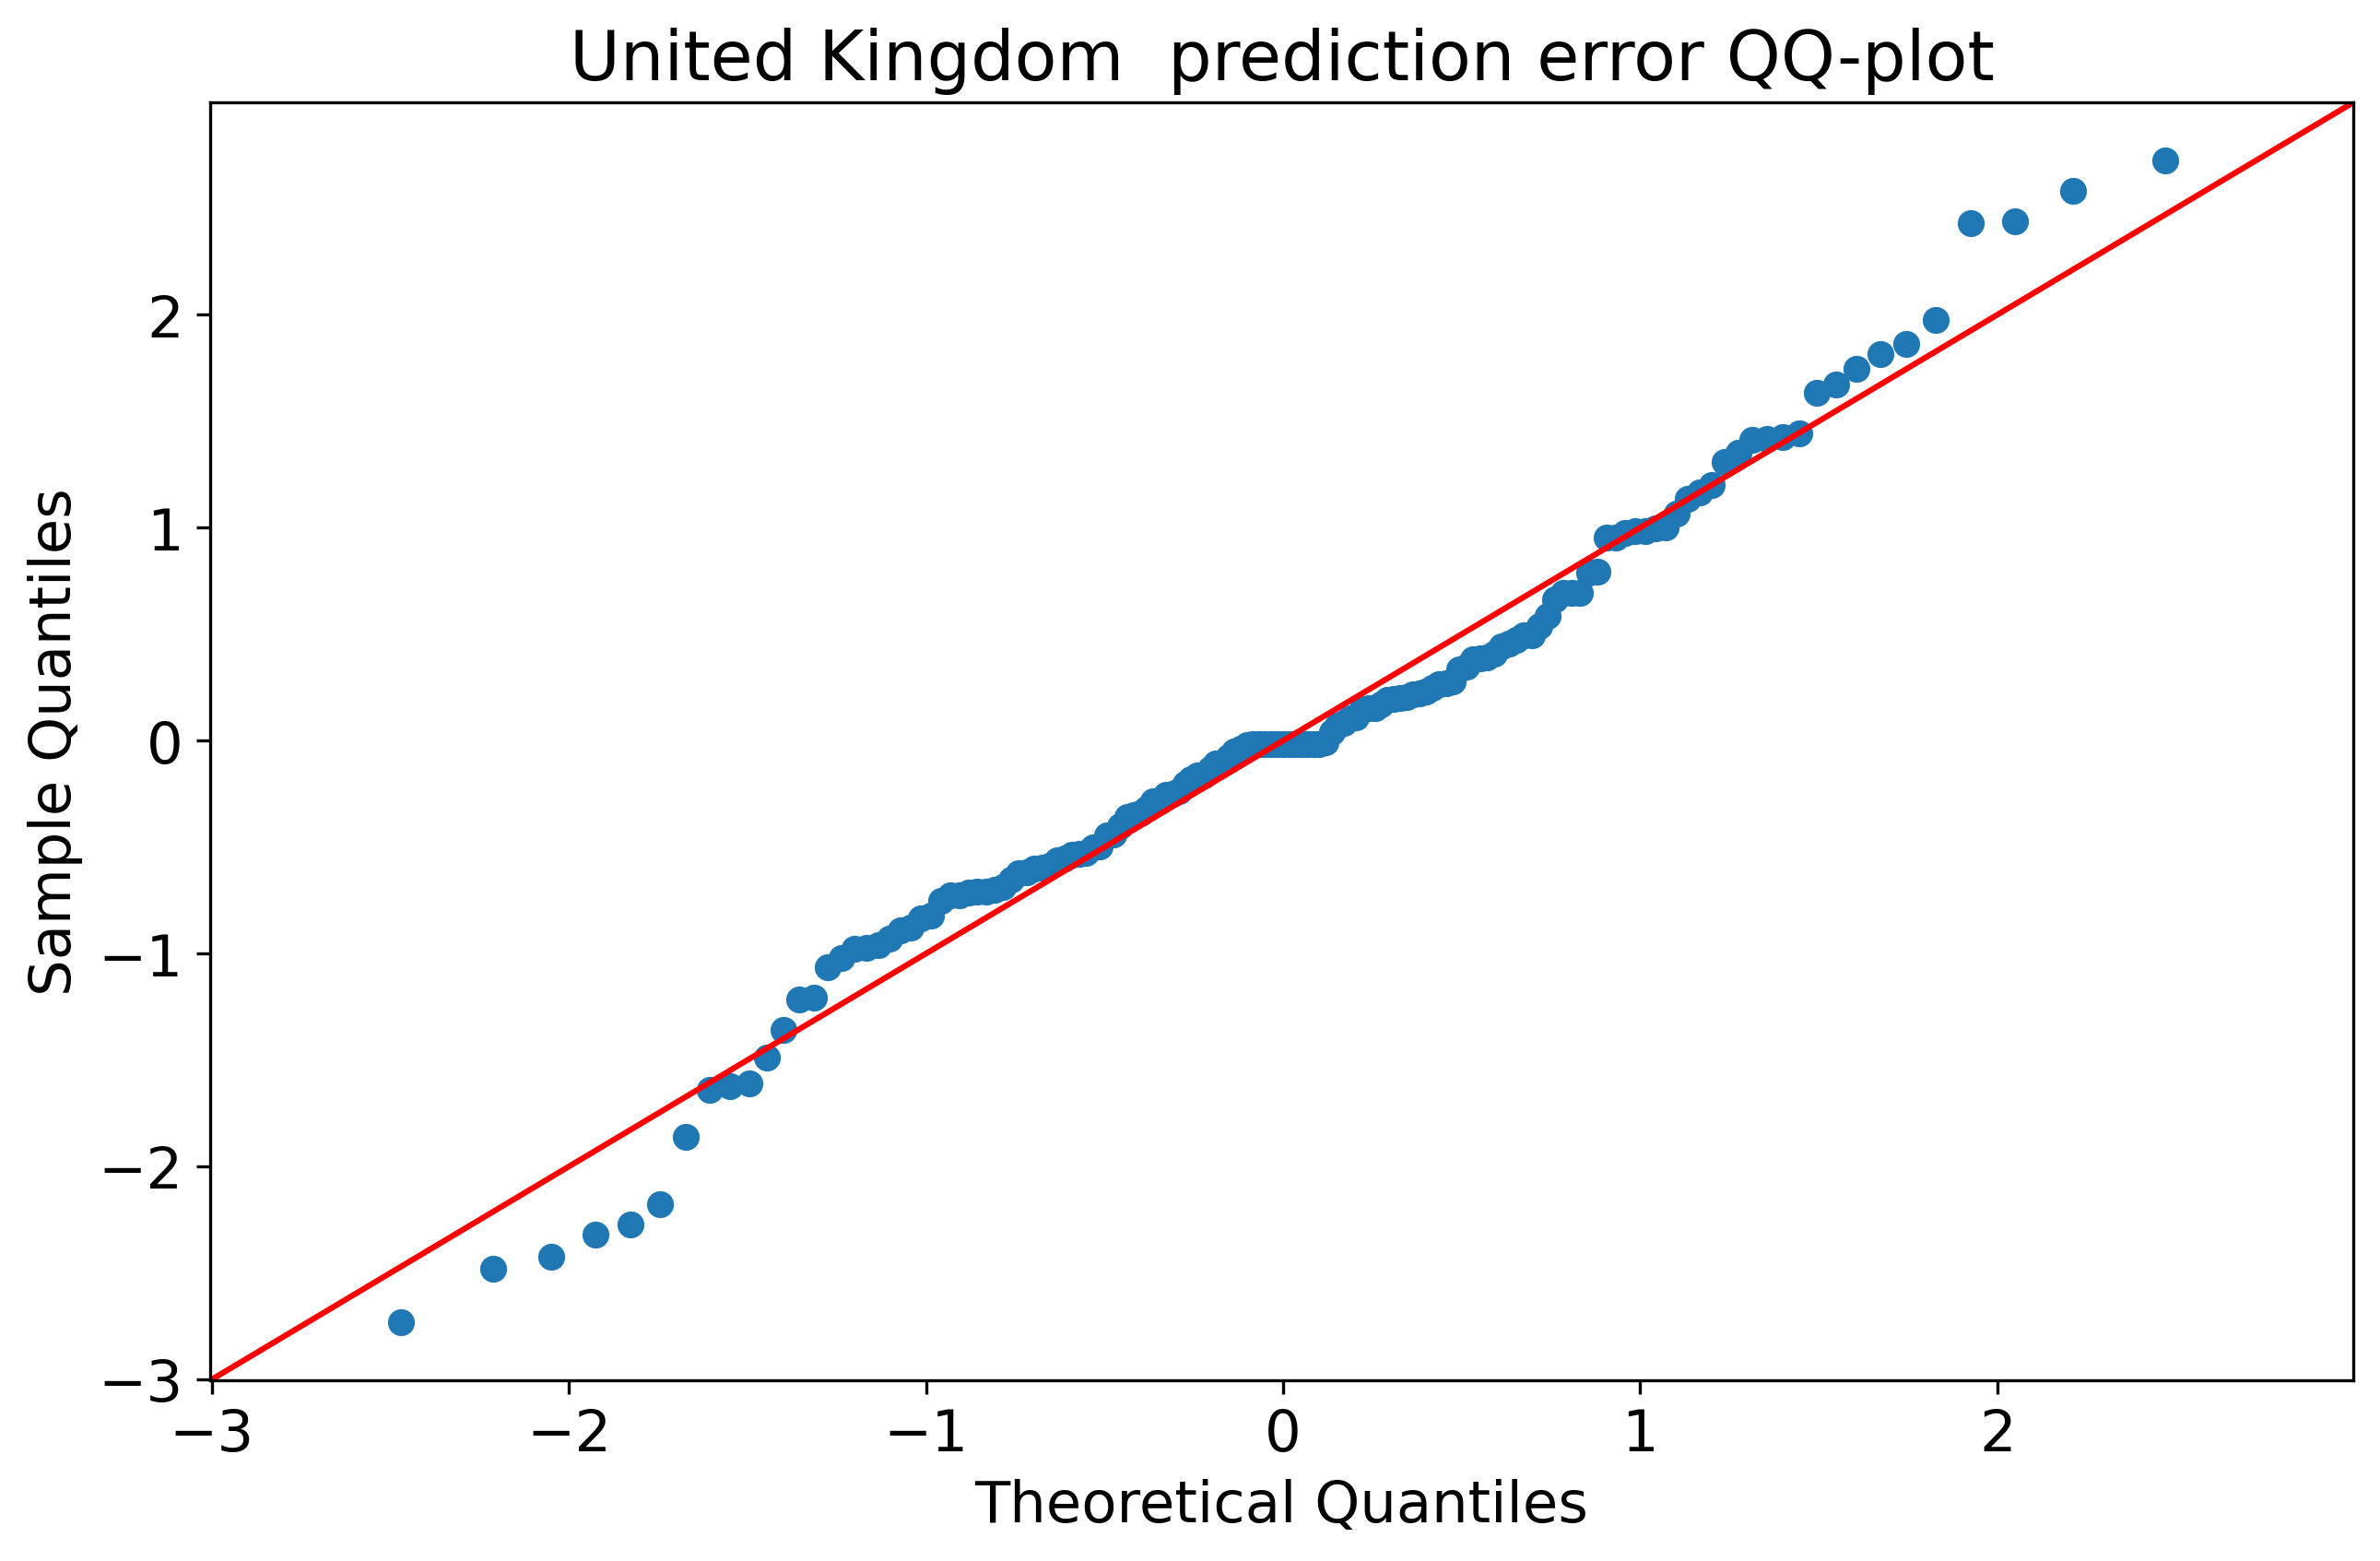 United Kingdom  prediction error QQ-plot
2
1
0
−1
−2
−3
Sample Quantiles
−3 −2 −1 0 1 2
Theoretical Quantiles